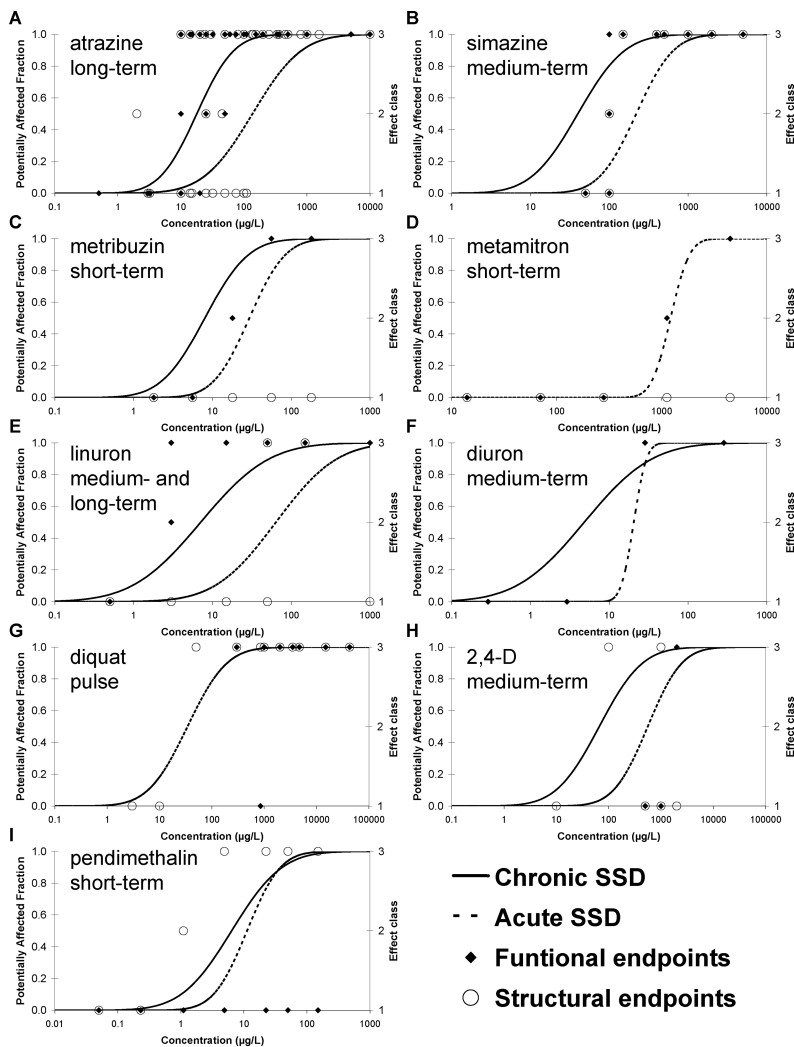 A
atrazine
long-term
Potentially Affected Fraction
1.0
0.8
0.6
0.4
0.2
0.0
1
10
100
1000
10000
Concentration (µg/L)
3
2
1
Effect class
B
simazine
medium-term
Potentially Affected Fraction
1.0
0.8
0.6
0.4
0.2
0.0
1
10
100
1000
10000
Concentration (µg/L)
3
2
1
Effect class
C
metribuzin
short-term
Potentially Affected Fraction
1.0
0.8
0.6
0.4
0.2
0.0
0.1
1
10
100
1000
Concentration (µg/L)
3
2
1
Effect class
D
metamitron
short-term
Potentially Affected Fraction
1.0
0.8
0.6
0.4
0.2
0.0
10
100
1000
10000
Concentration (µg/L)
3
2
1
Effect class
E
linuron
medium- and
long-term
Potentially Affected Fraction
1.0
0.8
0.6
0.4
0.2
0.0
0.1
1
10
100
1000
Concentration (µg/L)
3
2
1
Effect class
F
diuron
medium-term
Potentially Affected Fraction
1.0
0.8
0.6
0.4
0.2
0.0
0.1
1
10
100
1000
Concentration (µg/L)
3
2
1
Effect class
G
diquat
pulse
Potentially Affected Fraction
1.0
0.8
0.6
0.4
0.2
0.0
0.1
1
10
100
1000
10000
100000
Concentration (µg/L)
3
2
1
Effect class
H
2,4-D
medium-term
Potentially Affected Fraction
1.0
0.8
0.6
0.4
0.2
0.0
0.1
1
10
100
1000
10000
100000
Concentration (µg/L)
3
2
1
Effect class
I
pendimethalin
short-term
Potentially Affected Fraction
1.0
0.8
0.6
0.4
0.2
0.0
0.01
0.1
1
10
100
1000
Concentration (µg/L)
3
2
1
Effect class
Chronic SSD
Acute SSD
Funtional endpoints
Structural endpoints